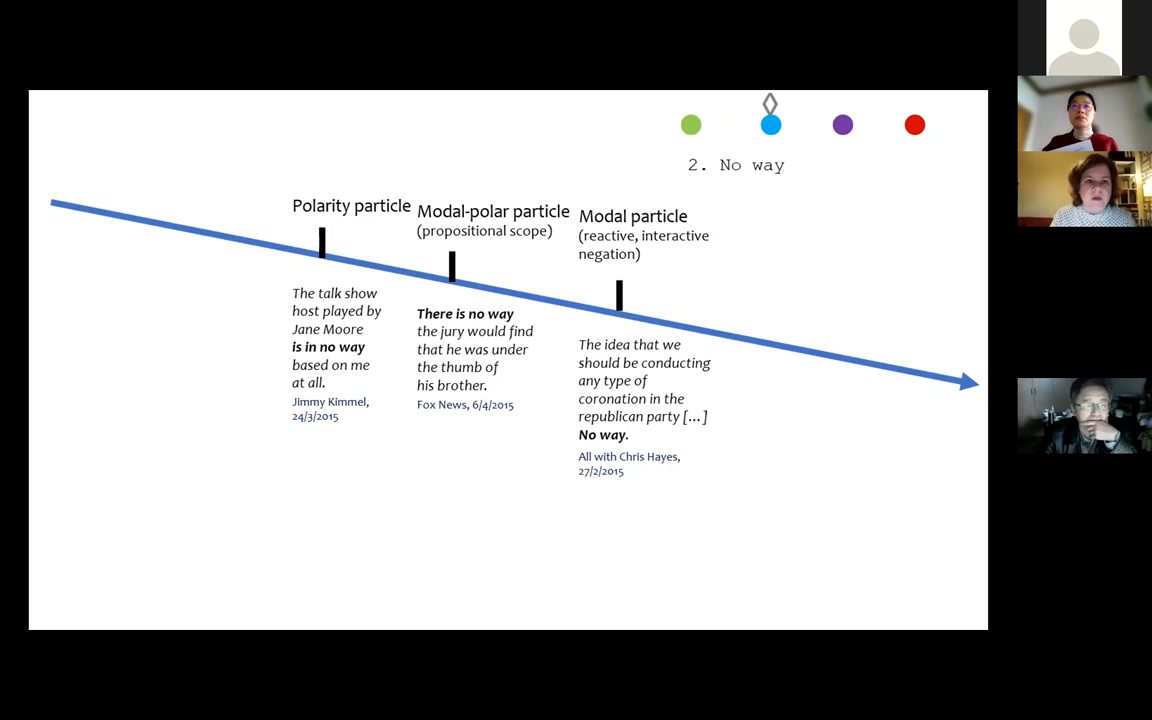 2. No way
Polarity particle
The talk show
host played by
Jane Moore
is in no way
based on me
at all.
Jimmy Kimmel,
24/3/2015
Modal-polar particle
(propositional scope)
There is no way
the jury would find
that he was under
the thumb of
his brother.
Fox News, 6/4/2015
Modal particle
(reactive, interactive
negation)
The idea that we
should be conducting
any type of
coronation in the
republican party [...]
No way.
All with Chris Hayes,
27/2/2015